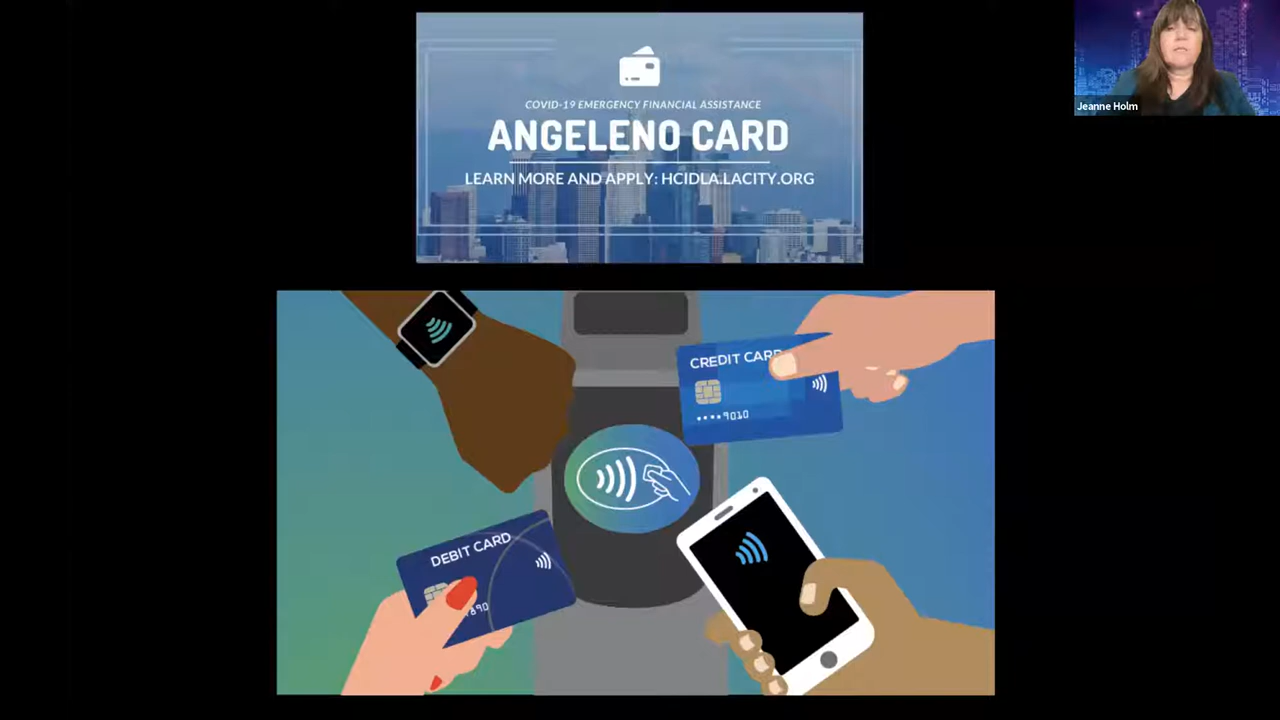 COVID-19 EMERGENCY FINANCIAL ASSISTANCE
ANGELENO CARD
LEARN MORE AND APPLY: HCIDLA.LACITY.ORG
Jeanne Holm
CREDIT CARD
••••9010
DEBIT CARD